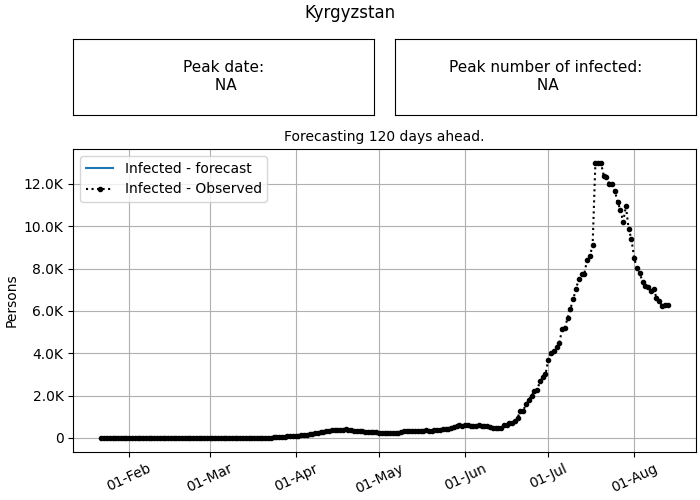 Kyrgyzstan
Peak date:
NA
Peak number of infected:
NA
Forecasting 120 days ahead.
Infected - forecast
Infected - Observed
12.0K
10.0K
8.0K
6.0K
4.0K
2.0K
0
Persons
01-Feb
01-Mar
01-Apr
01-May
01-Jun
01-Jul
01-Aug